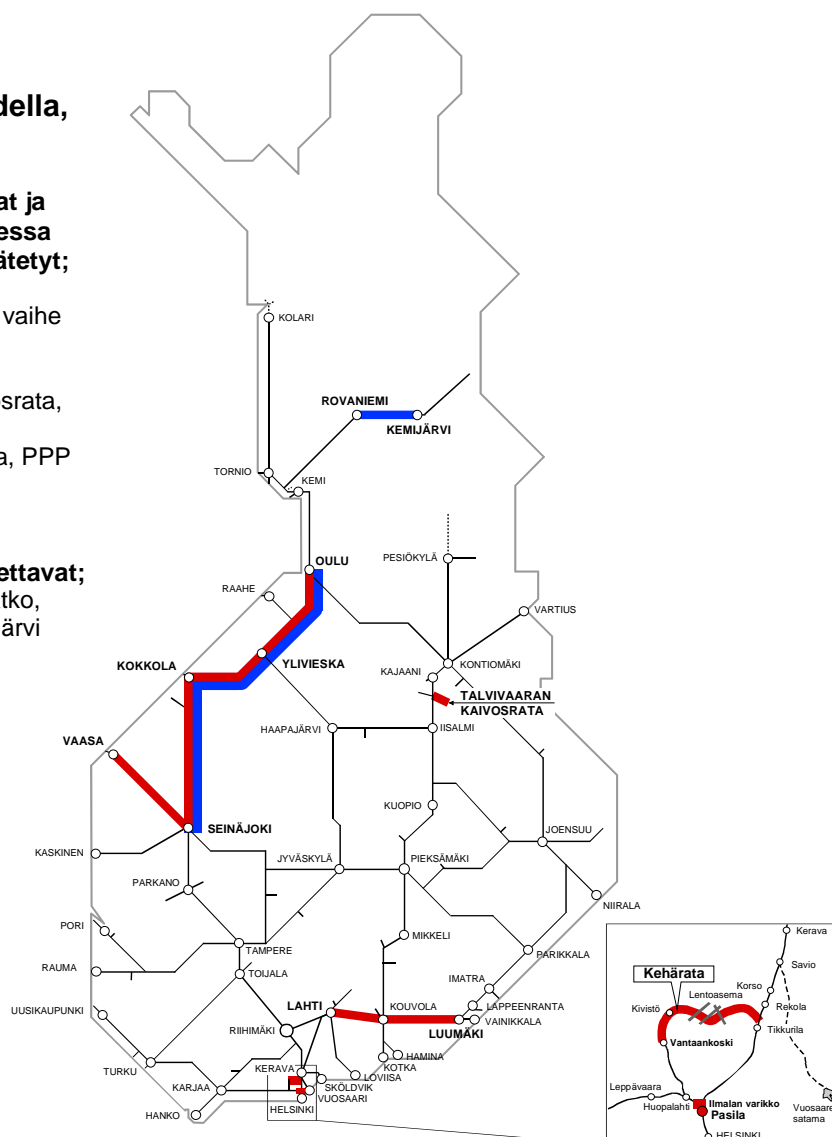 della,
at ja
essa
ätetyt;
vaihe
osrata,
a, PPP
ettavat;
tko,
järvi
KOLARI
ROVANIEMI
KEMIJÄRVI
TORNIO
KEMI
OULU
PESIÖKYLÄ
RAAHE
VARTIUS
KOKKOLA
YLIVIESKA
KAJAANI
KONTIOMÄKI
TALVIVAARAN
KAIVOSRATA
HAAPAJÄRVI
IISALMI
VAASA
KUOPIO
SEINÄJOKI
JOENSUU
KASKINEN
JYVÄSKYLÄ
PIEKSÄMÄKI
PARKANO
NIIRALA
PORI
MIKKELI
TAMPERE
PARIKKALA
RAUMA
TOIJALA
IMATRA
UUSIKAUPUNKI
LAHTI
KOUVOLA
LAPPEENRANTA
VAINIKKALA
RIIHIMÄKI
LUUMÄKI
HAMINA
KOTKA
TURKU
KERAVA
LOVIISA
KARJAA
SKÖLDVIK
VUOSAARI
HANKO
HELSINKI
Kerava
Savio
Kehärata
Korso
Lentoasema
Rekola
Kivistö
Tikkurila
Vantaankoski
Leppävaara
Ilmalan varikko
Huopalahti
Pasila
Vuosaare
satama
HELSINKI